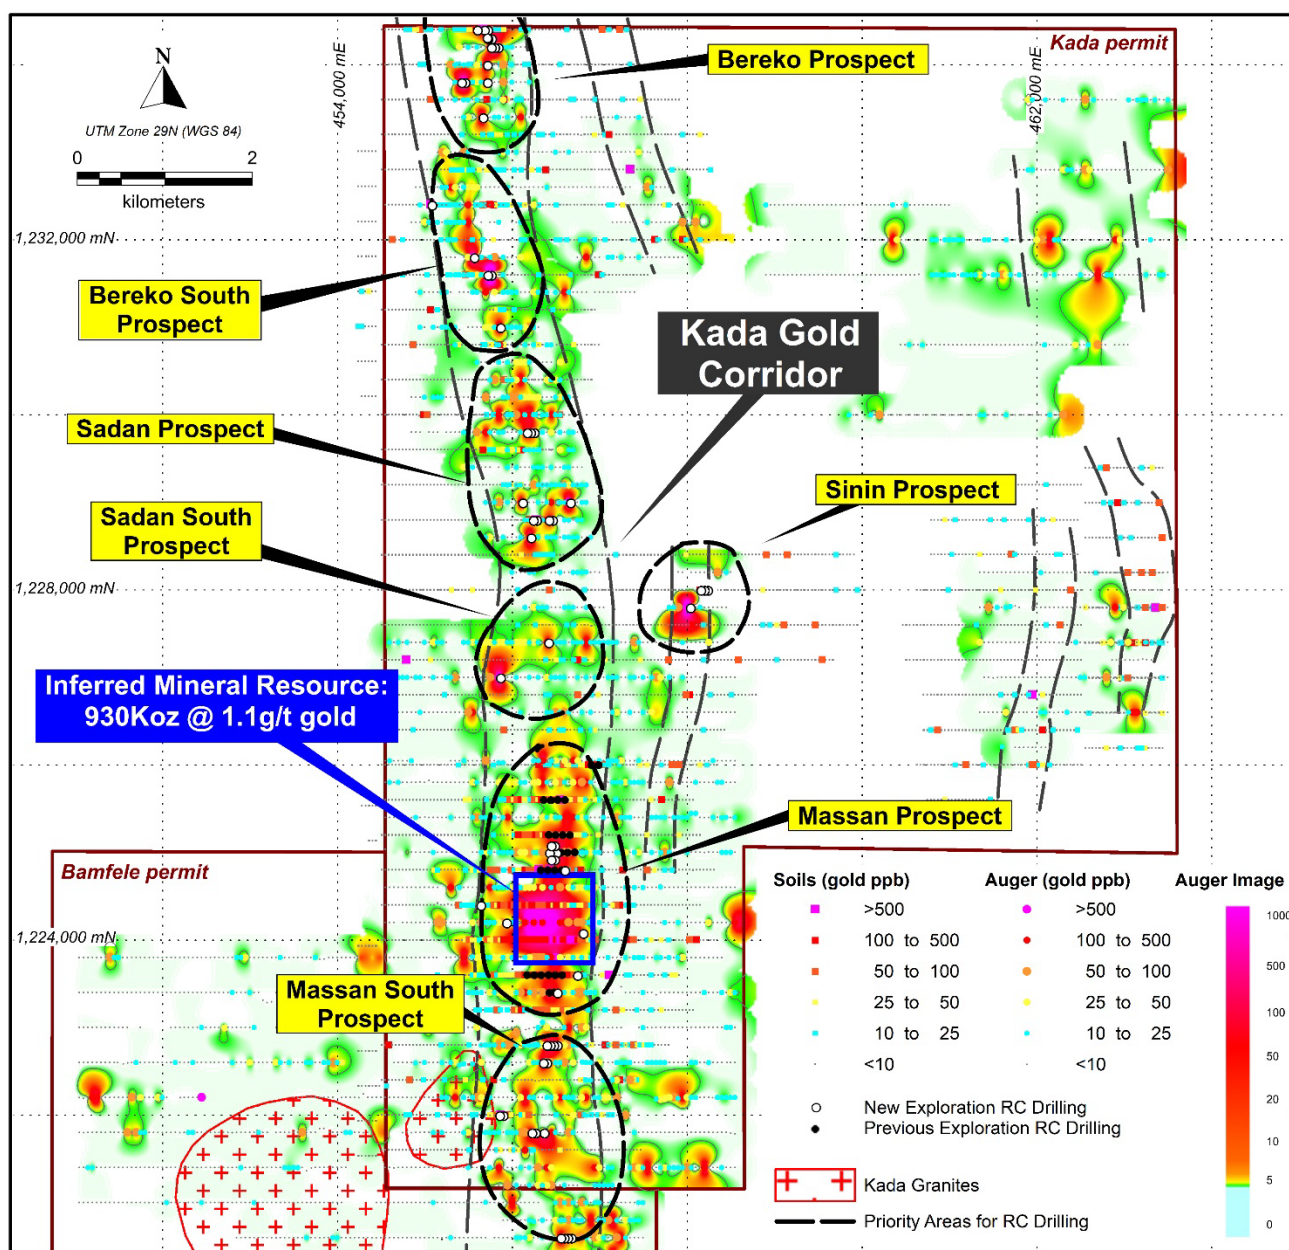 Kada permit
Bereko Prospect
N
UTM Zone 29N (WGS 84)
0 2
kilometers
454,000 mE
462,000 mE
1,232,000 mN
Bereko South
Prospect
Kada Gold
Corridor
Sadan Prospect
Sinin Prospect
Sadan South
Prospect
1,228,000 mN
Inferred Mineral Resource:
930Koz @ 1.1g/t gold
Massan Prospect
Bamfele permit
1,224,000 mN
Massan South
Prospect
Soils (gold ppb) Auger (gold ppb) Auger Image
>500 >500
100 to 500 100 to 500
50 to 100 50 to 100
25 to 50 25 to 50
10 to 25 10 to 25
<10 <10
1000
500
100
50
20
10
5
0
New Exploration RC Drilling
Previous Exploration RC Drilling
Kada Granites
Priority Areas for RC Drilling